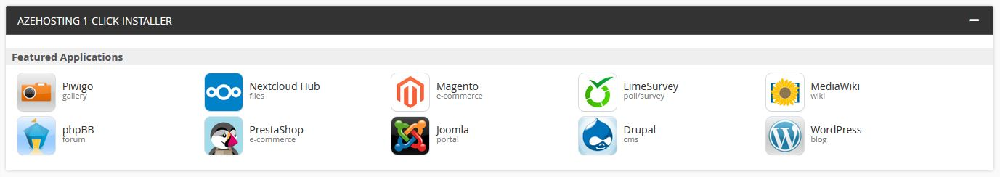 AZEHOSTING 1-CLICK-INSTALLER
Featured Applications
Piwigo
gallery
Nextcloud Hub
files
Magento
e-commerce
LimeSurvey
poll/survey
MediaWiki
wiki
phpBB
forum
PrestaShop
e-commerce
Joomla
portal
Drupal
cms
WordPress
blog